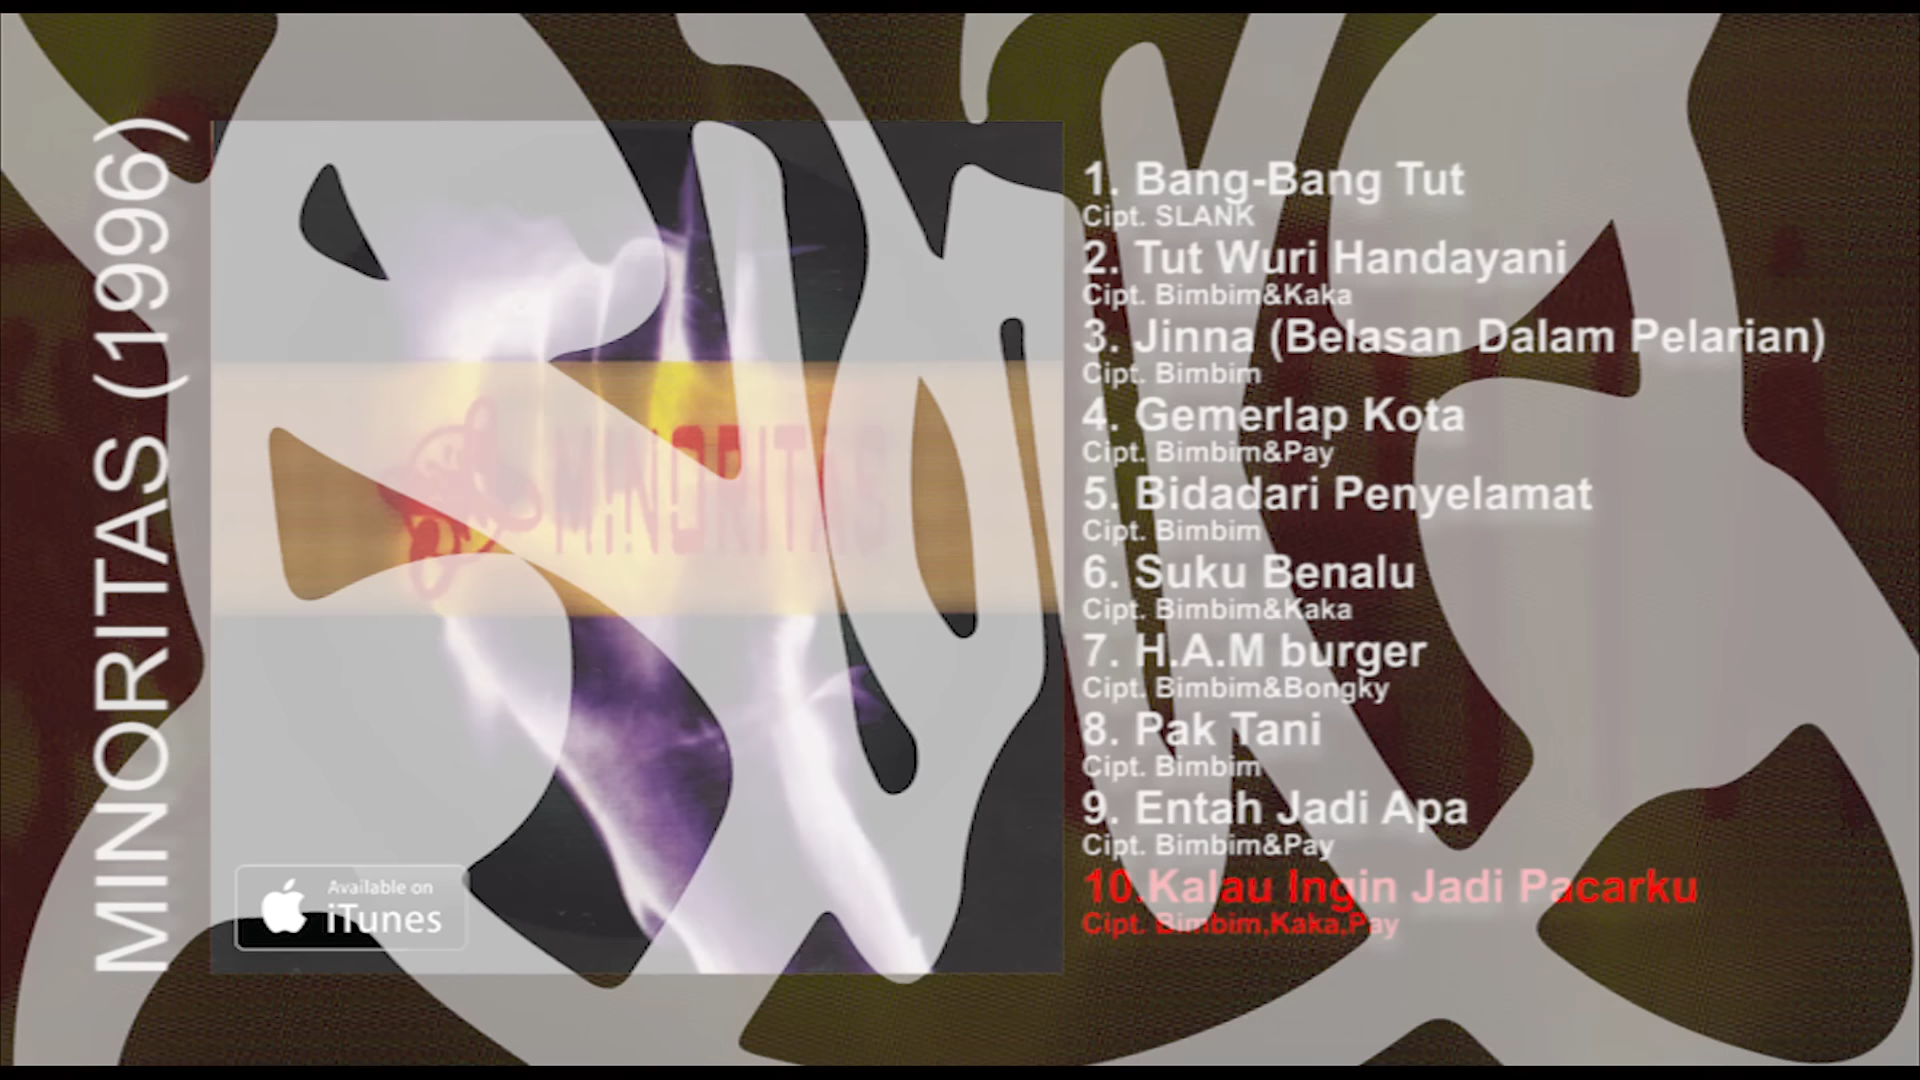 MINORITAS (1996)
MINORITAS
Available on
iTunes
1. Bang-Bang Tut
Cipt. SLANK
2. Tut Wuri Handayani
Cipt. Bimbim&Kaka
3. Jinna (Belasan Dalam Pelarian)
Cipt. Bimbim
4. Gemerlap Kota
Cipt. Bimbim&Pay
5. Bidadari Penyelamat
Cipt. Bimbim
6. Suku Benalu
Cipt. Bimbim&Kaka
7. H.A.M burger
Cipt. Bimbim&Bongky
8. Pak Tani
Cipt. Bimbim
9. Entah Jadi Apa
Cipt. Bimbim&Pay
10.Kalau Ingin Jadi Pacarku
Cipt. Bimbim,Kaka,Pay